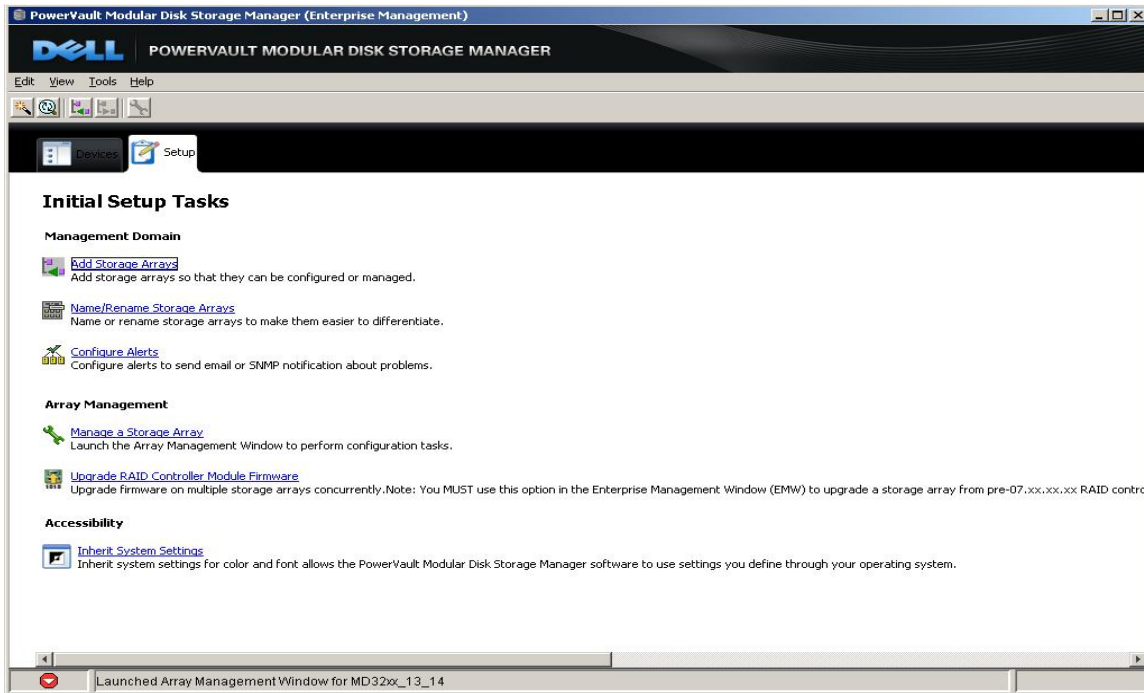 PowerVault Modular Disk Storage Manager (Enterprise Management)
DELL POWERVAULT MODULAR DISK STORAGE MANAGER
Edit View Tools Help
Devices Setup
Initial Setup Tasks
Management Domain
Add Storage Arrays
Add storage arrays so that they can be configured or managed.
Name/Rename Storage Arrays
Name or rename storage arrays to make them easier to differentiate.
Configure Alerts
Configure alerts to send email or SNMP notification about problems.
Array Management
Manage a Storage Array
Launch the Array Management Window to perform configuration tasks.
Upgrade RAID Controller Module Firmware
Upgrade firmware on multiple storage arrays concurrently.Note: You MUST use this option in the Enterprise Management Window (EMW) to upgrade a storage array from pre-07.xx.xx.xx RAID contro
Accessibility
Inherit System Settings
Inherit system settings for color and font allows the PowerVault Modular Disk Storage Manager software to use settings you define through your operating system.
Launched Array Management Window for MD32xx_13_14